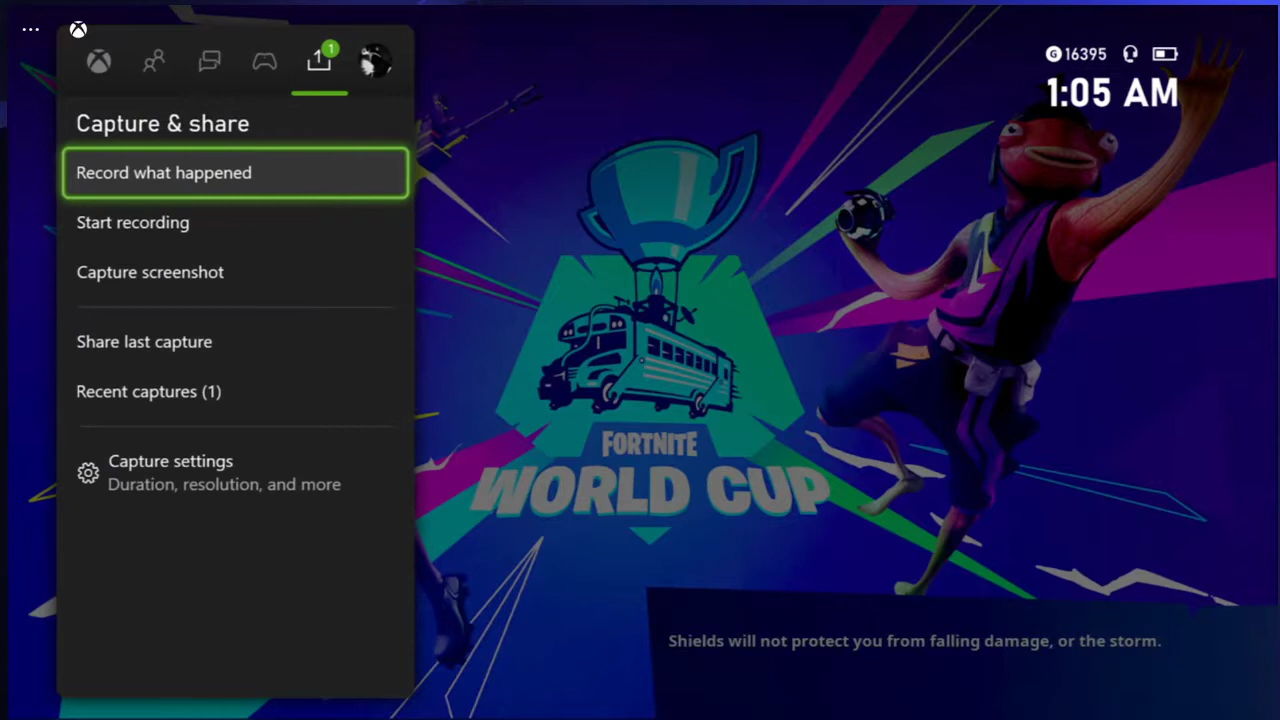 1
G 16395
1:05 AM
Capture & share
Record what happened
Start recording
Capture screenshot
Share last capture
Recent captures (1)
Capture settings
Duration, resolution, and more
FORTNITE
WORLD CUP
Shields will not protect you from falling damage, or the storm.